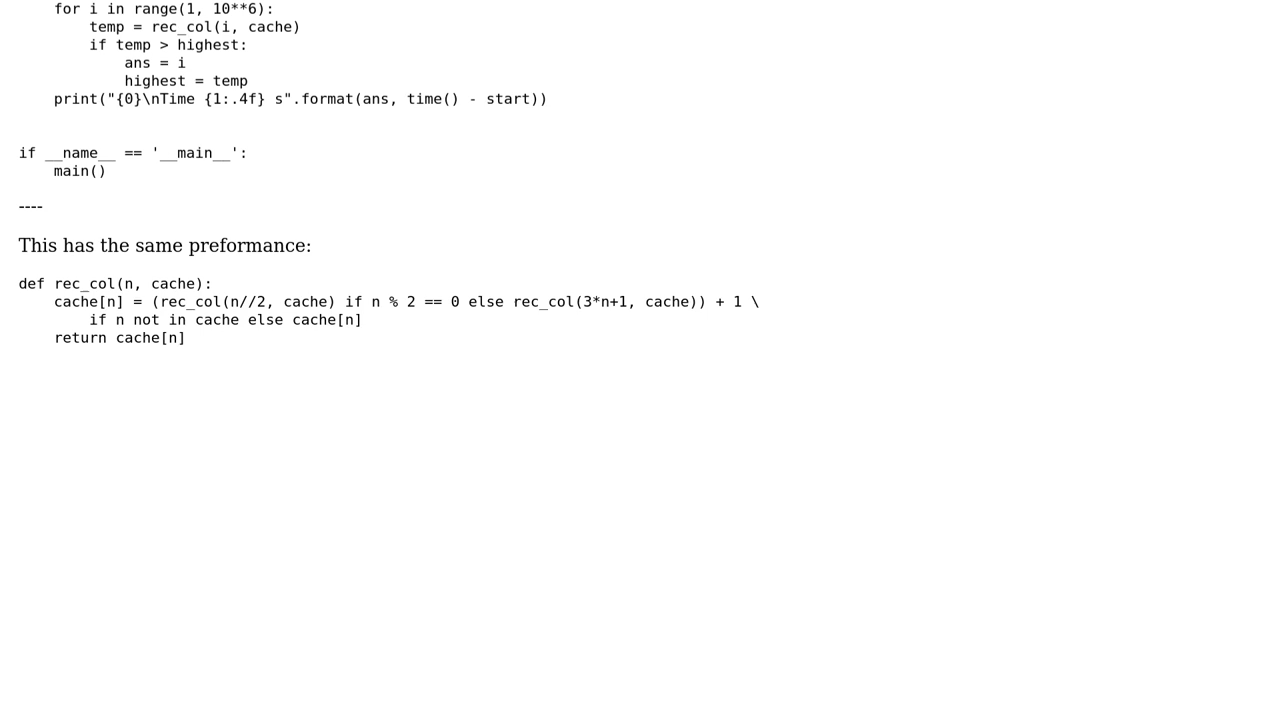 for i in range(1, 10**6):
        temp = rec_col(i, cache)
        if temp > highest:
            ans = i
            highest = temp
    print("{0}\nTime {1:.4f} s".format(ans, time() - start))
if __name__ == '__main__':
    main()
----
This has the same preformance:
def rec_col(n, cache):
    cache[n] = (rec_col(n//2, cache) if n % 2 == 0 else rec_col(3*n+1, cache)) + 1 \
        if n not in cache else cache[n]
    return cache[n]